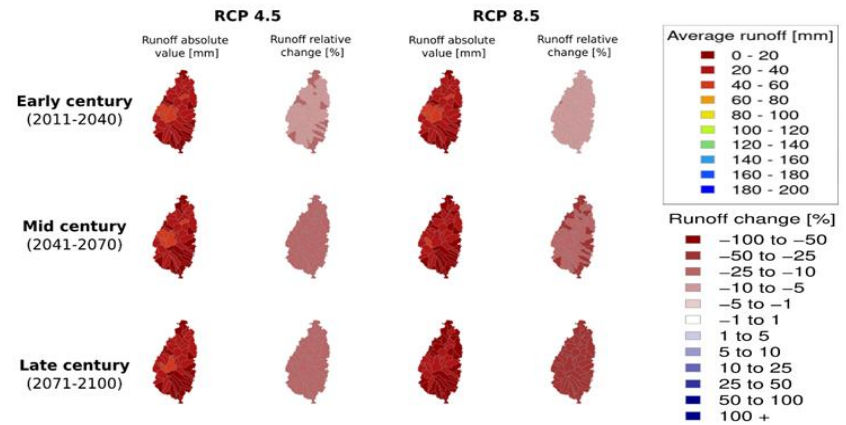 RCP 4.5
RCP 8.5
Runoff absolute
value [mm]
Runoff relative
change [%]
Runoff absolute
value [mm]
Runoff relative
change [%]
Early century
(2011-2040)
Mid century
(2041-2070)
Late century
(2071-2100)
Average runoff [mm]
0 - 20
20 - 40
40 - 60
60 - 80
80 - 100
100 - 120
120 - 140
140 - 160
160 - 180
180 - 200
Runoff change [%]
−100 to −50
−50 to −25
−25 to −10
−10 to −5
−5 to −1
−1 to 1
1 to 5
5 to 10
10 to 25
25 to 50
50 to 100
100 +